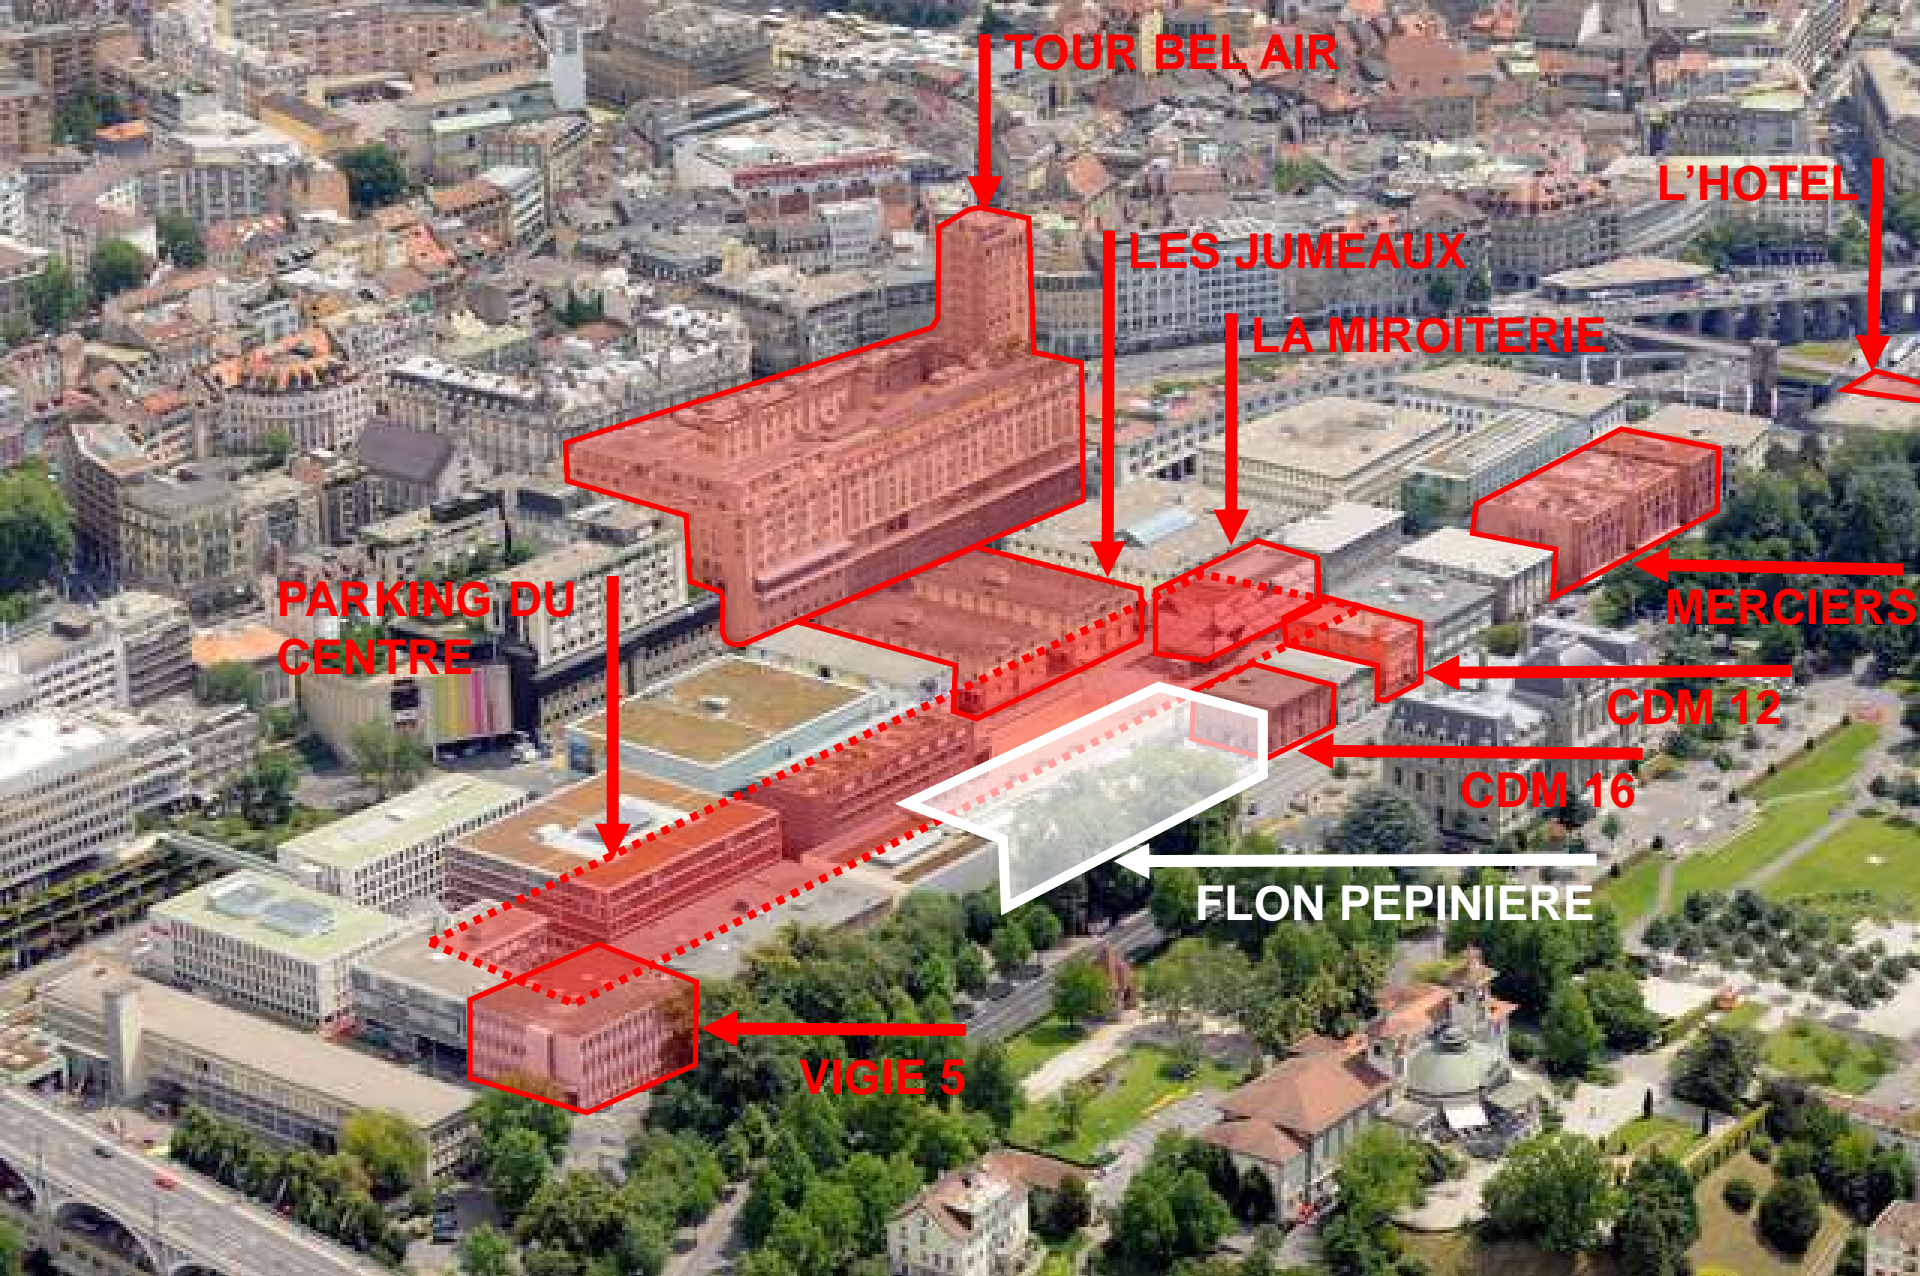 TOUR BEL AIR
L'HOTEL
LES JUMEAUX
LA MIROITERIE
PARKING DU
CENTRE
MERCIERS
CDM 12
CDM 16
FLON PEPINIERE
VIGIE 5